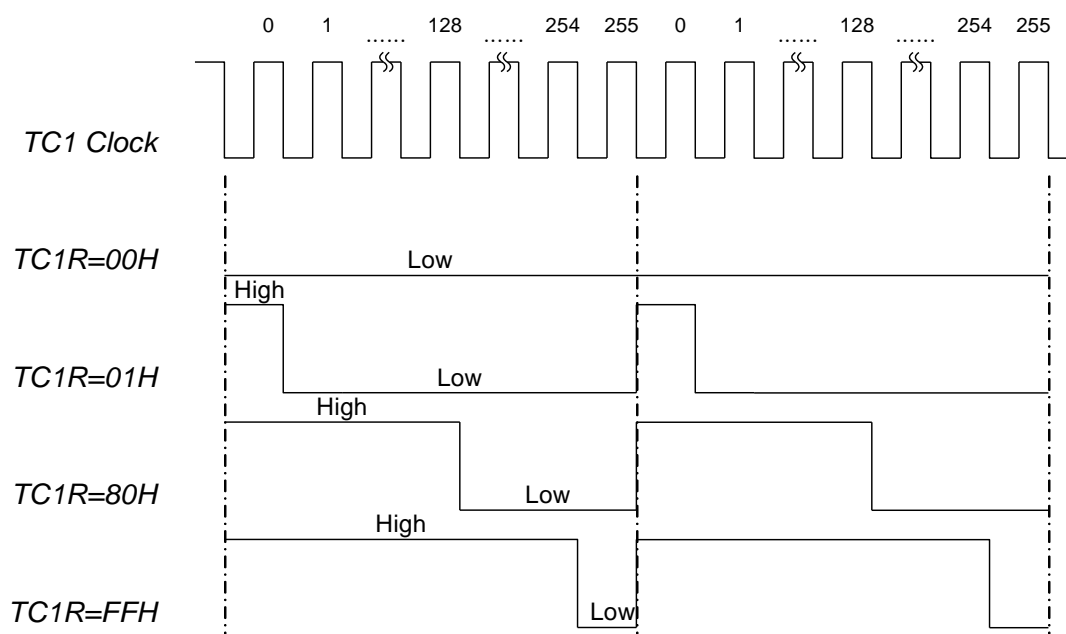 0 1 ...... 128 ...... 254 255 0 1 ...... 128 ...... 254 255
TC1 Clock
TC1R=00H
Low
High
TC1R=01H
Low
High
TC1R=80H
Low
High
TC1R=FFH
Low